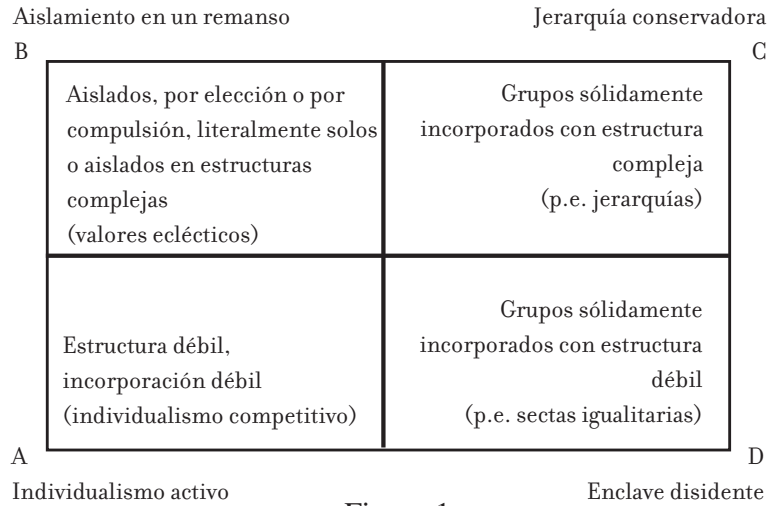 Aislamiento en un remanso
Jerarquía conservadora
B
C
Aislados, por elección o por
compulsión, literalmente solos
o aislados en estructuras
complejas
(valores eclécticos)
Grupos sólidamente
incorporados con estructura
compleja
(p.e. jerarquías)
Estructura débil,
incorporación débil
(individualismo competitivo)
Grupos sólidamente
incorporados con estructura
débil
(p.e. sectas igualitarias)
A
D
Individualismo activo
Enclave disidente